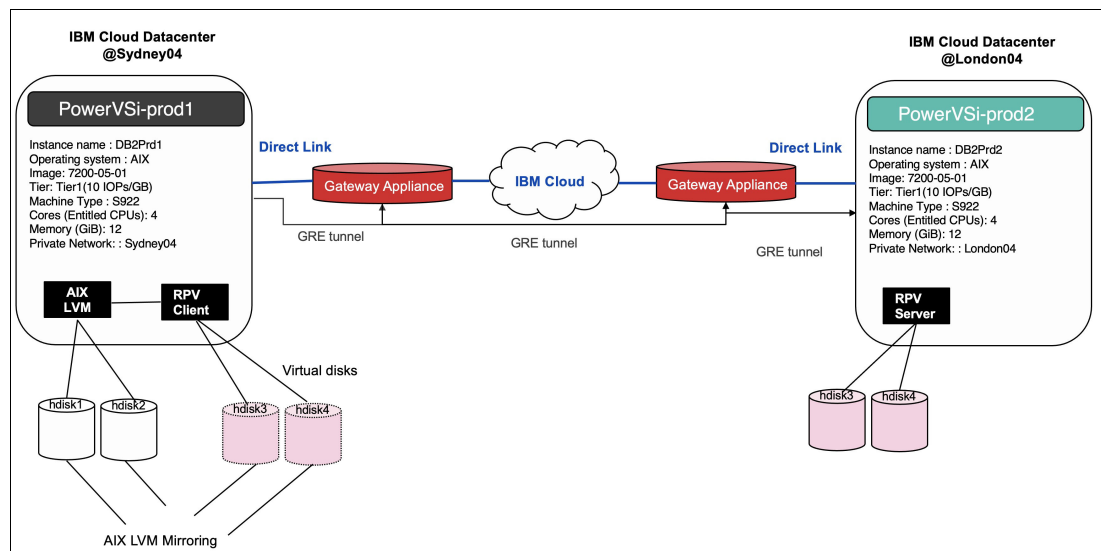 IBM Cloud Datacenter
@Sydney04
PowerVSi-prod1
Instance name : DB2Prd1
Operating system : AIX
Image: 7200-05-01
Tier: Tier1(10 IOPs/GB)
Machine Type : S922
Cores (Entitled CPUs): 4
Memory (GiB): 12
Private Network: : Sydney04
AIX
LVM
RPV
Client
hdisk1
hdisk2
hdisk3
hdisk4
Virtual disks
AIX LVM Mirroring
Direct Link
Gateway Appliance
IBM Cloud
Gateway Appliance
Direct Link
GRE tunnel
GRE tunnel
GRE tunnel
IBM Cloud Datacenter
@London04
PowerVSi-prod2
Instance name : DB2Prd2
Operating system : AIX
Image: 7200-05-01
Tier: Tier1(10 IOPs/GB)
Machine Type : S922
Cores (Entitled CPUs): 4
Memory (GiB): 12
Private Network: : London04
RPV
Server
hdisk3
hdisk4